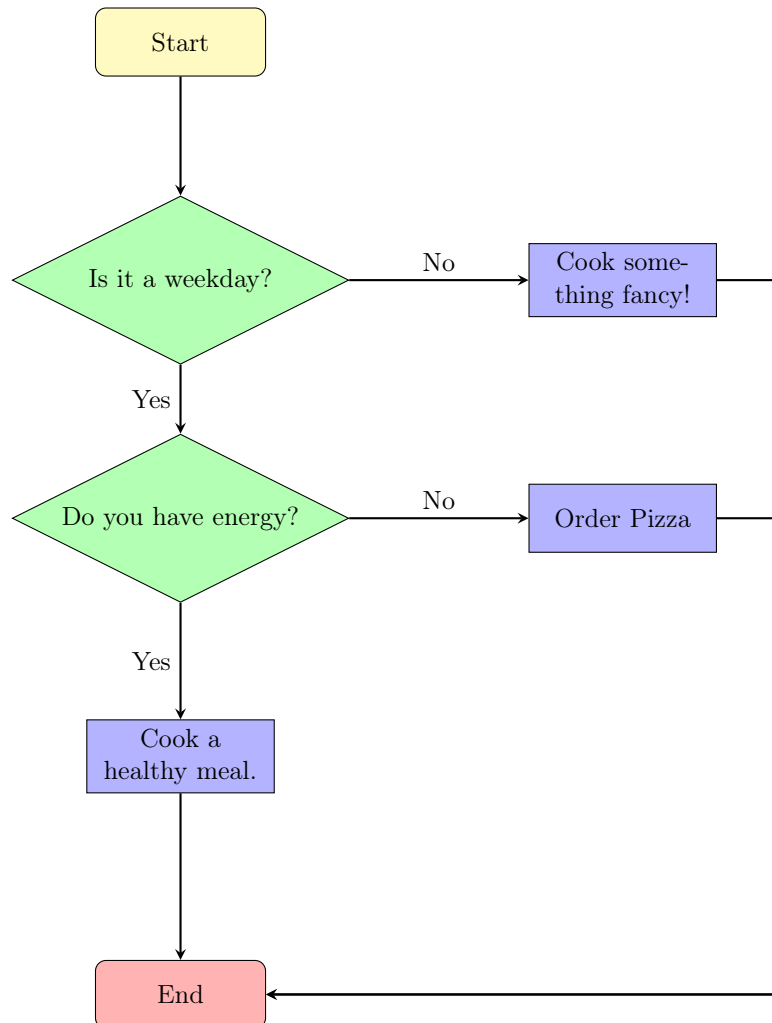 Start
Is it a weekday?
No
Cook some-
thing fancy!
Yes
Do you have energy?
No
Order Pizza
Yes
Cook a
healthy meal.
End